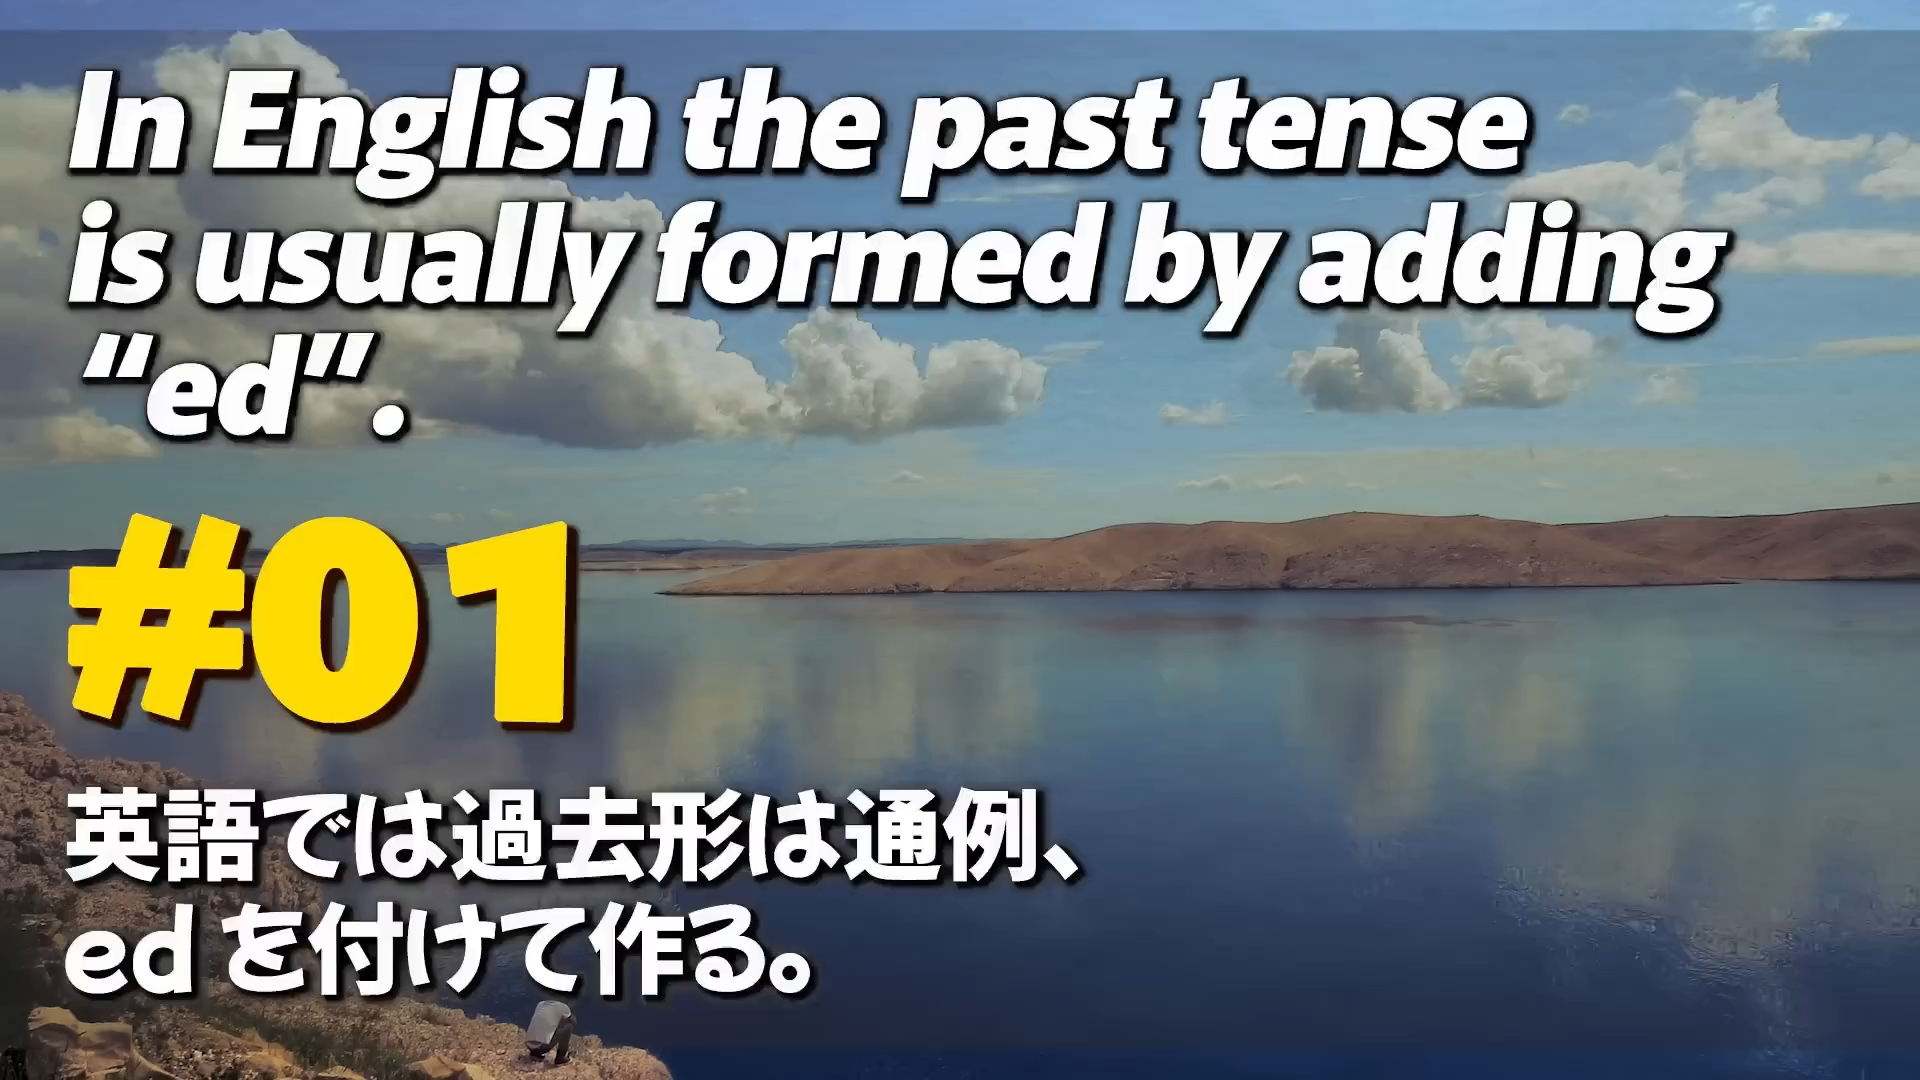 In English the past tense
is usually formed by adding
“ed”.
#01
英語では過去形は通例、
ed を付けて作る。